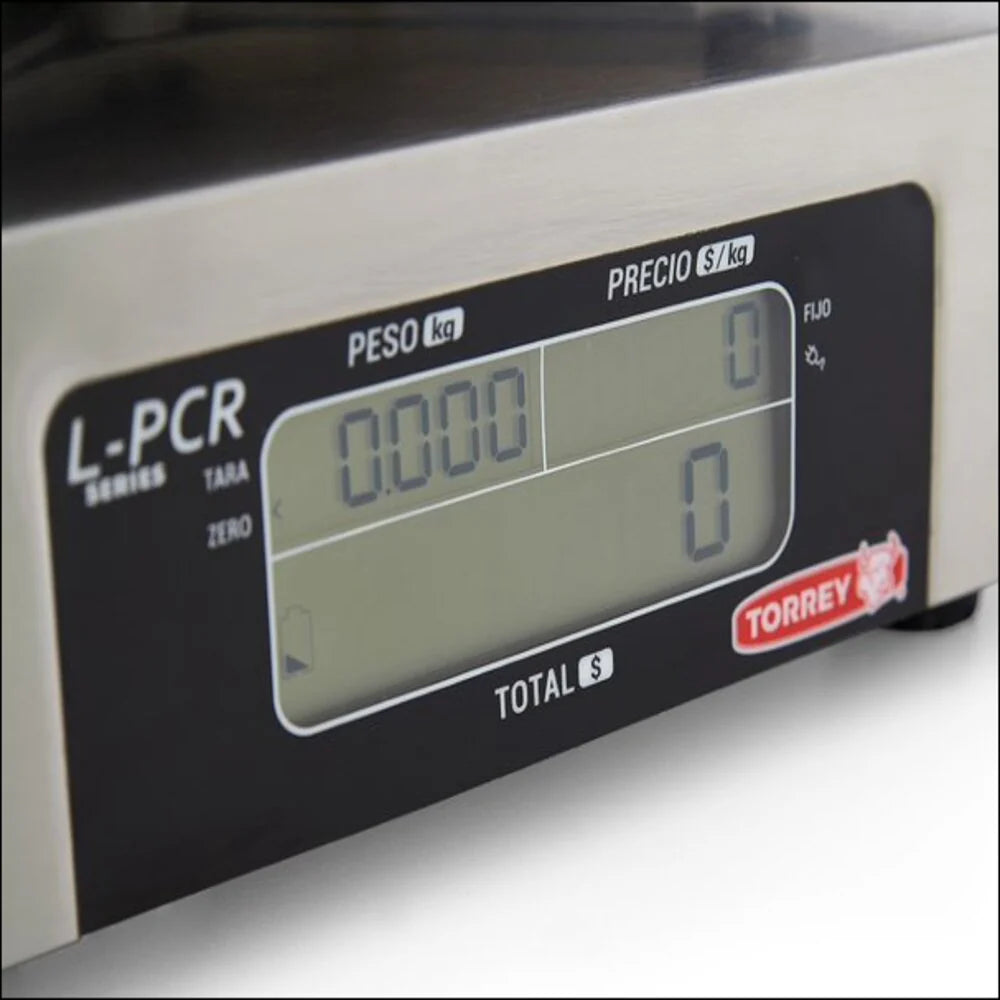 PRECIO $/kg
PESO kg
FIJO
L-PCR
SERIES
TARA
ZERO
<
0.000
0
0
TORREY
TOTAL $